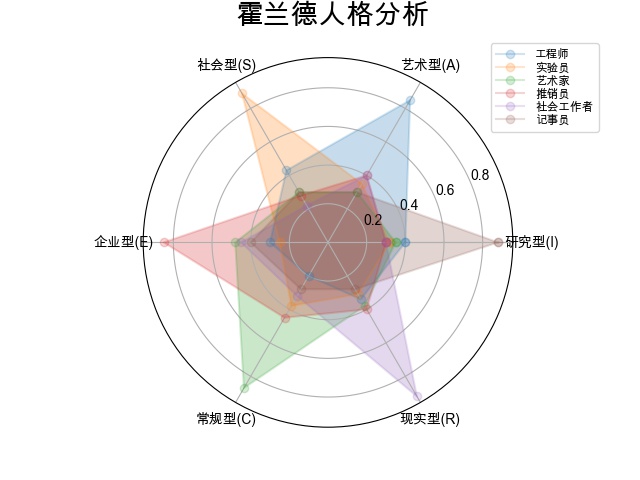 霍兰德人格分析
工程师
实验员
艺术家
推销员
社会工作者
记事员
社会型(S)
艺术型(A)
0.8
0.6
0.4
0.2
企业型(E)
研究型(I)
常规型(C)
现实型(R)